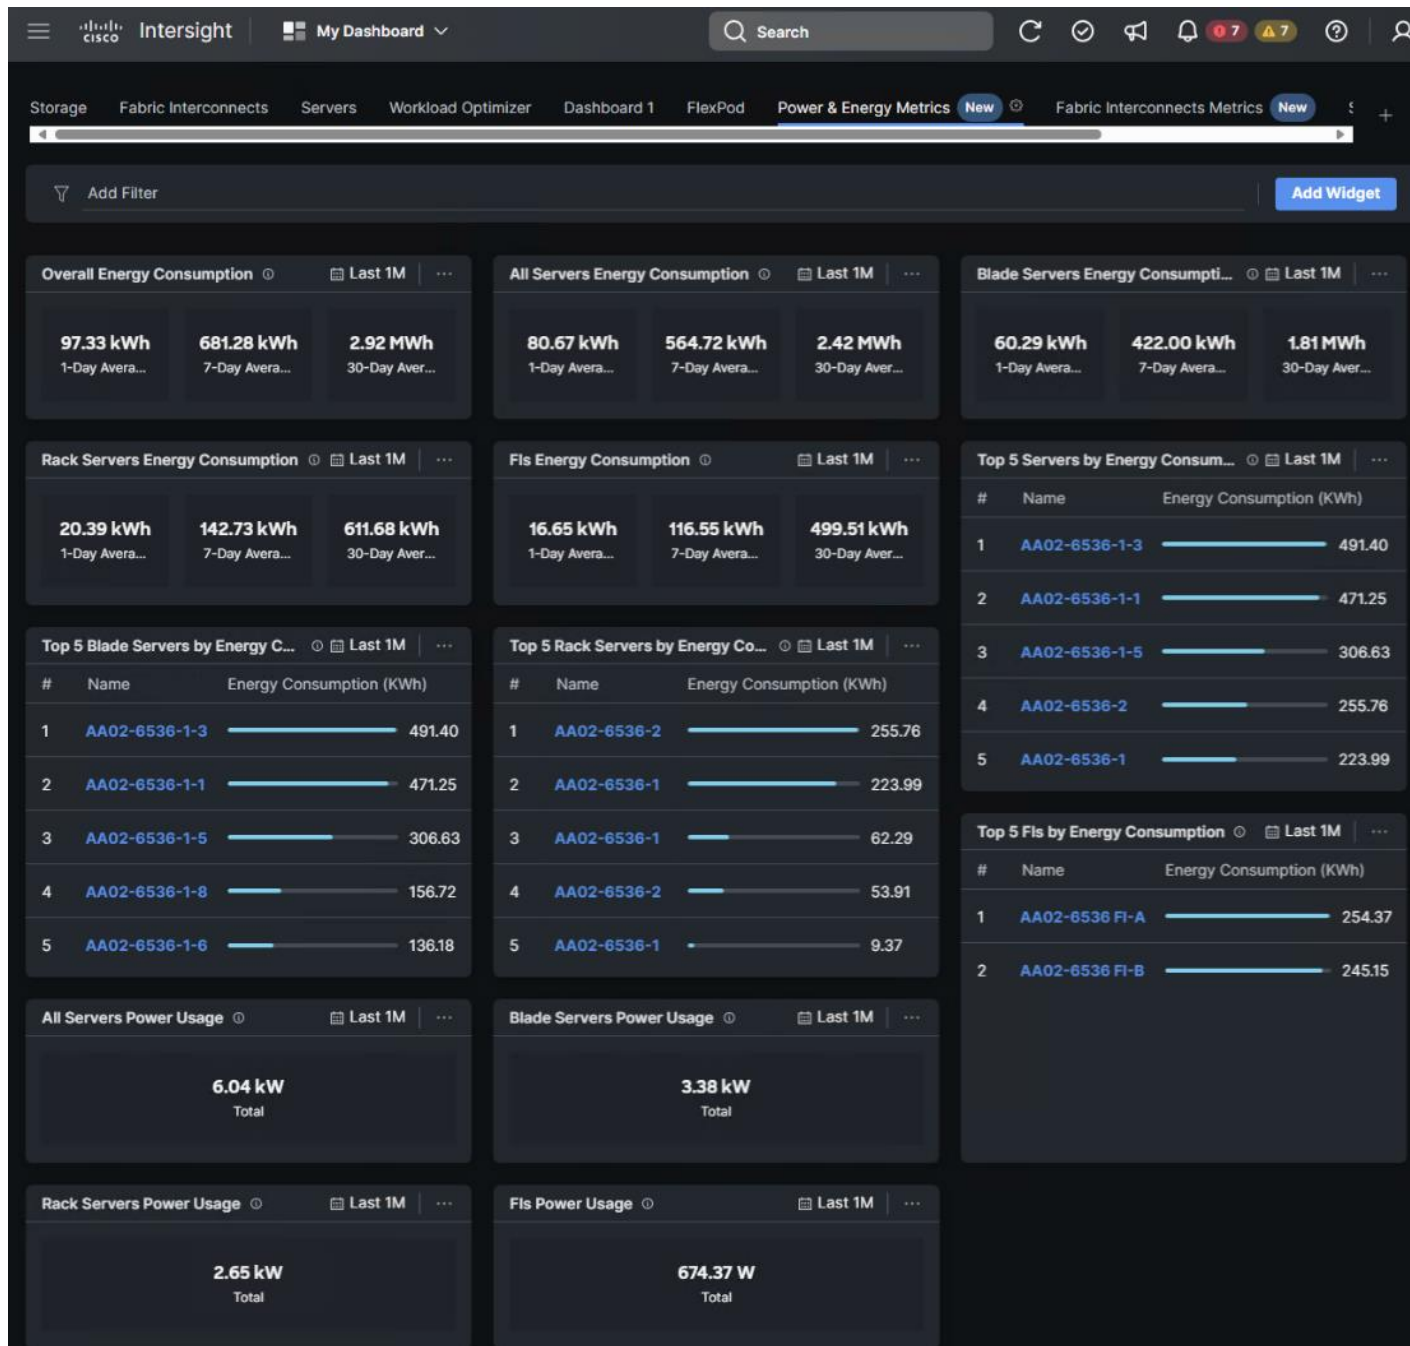 cisco Intersight My Dashboard Search 7 7
Storage Fabric Interconnects Servers Workload Optimizer Dashboard 1 FlexPod Power & Energy Metrics New Fabric Interconnects Metrics New
Add Filter Add Widget
Overall Energy Consumption Last 1M ...
97.33 kWh 681.28 kWh 2.92 MWh
1-Day Avera... 7-Day Avera... 30-Day Aver...
All Servers Energy Consumption Last 1M ...
80.67 kWh 564.72 kWh 2.42 MWh
1-Day Avera... 7-Day Avera... 30-Day Aver...
Blade Servers Energy Consumpti... Last 1M ...
60.29 kWh 422.00 kWh 1.81 MWh
1-Day Avera... 7-Day Avera... 30-Day Aver...
Rack Servers Energy Consumption Last 1M ...
20.39 kWh 142.73 kWh 611.68 kWh
1-Day Avera... 7-Day Avera... 30-Day Aver...
FIs Energy Consumption Last 1M ...
16.65 kWh 116.55 kWh 499.51 kWh
1-Day Avera... 7-Day Avera... 30-Day Aver...
Top 5 Servers by Energy Consum... Last 1M ...
# Name Energy Consumption (KWh)
1 AA02-6536-1-3 491.40
2 AA02-6536-1-1 471.25
3 AA02-6536-1-5 306.63
4 AA02-6536-2 255.76
5 AA02-6536-1 223.99
Top 5 Blade Servers by Energy C... Last 1M ...
# Name Energy Consumption (KWh)
1 AA02-6536-1-3 491.40
2 AA02-6536-1-1 471.25
3 AA02-6536-1-5 306.63
4 AA02-6536-1-8 156.72
5 AA02-6536-1-6 136.18
Top 5 Rack Servers by Energy Co... Last 1M ...
# Name Energy Consumption (KWh)
1 AA02-6536-2 255.76
2 AA02-6536-1 223.99
3 AA02-6536-1 62.29
4 AA02-6536-2 53.91
5 AA02-6536-1 9.37
Top 5 FIs by Energy Consumption Last 1M ...
# Name Energy Consumption (KWh)
1 AA02-6536 FI-A 254.37
2 AA02-6536 FI-B 245.15
All Servers Power Usage Last 1M ...
6.04 kW
Total
Blade Servers Power Usage Last 1M ...
3.38 kW
Total
Rack Servers Power Usage Last 1M ...
2.65 kW
Total
FIs Power Usage Last 1M ...
674.37 W
Total